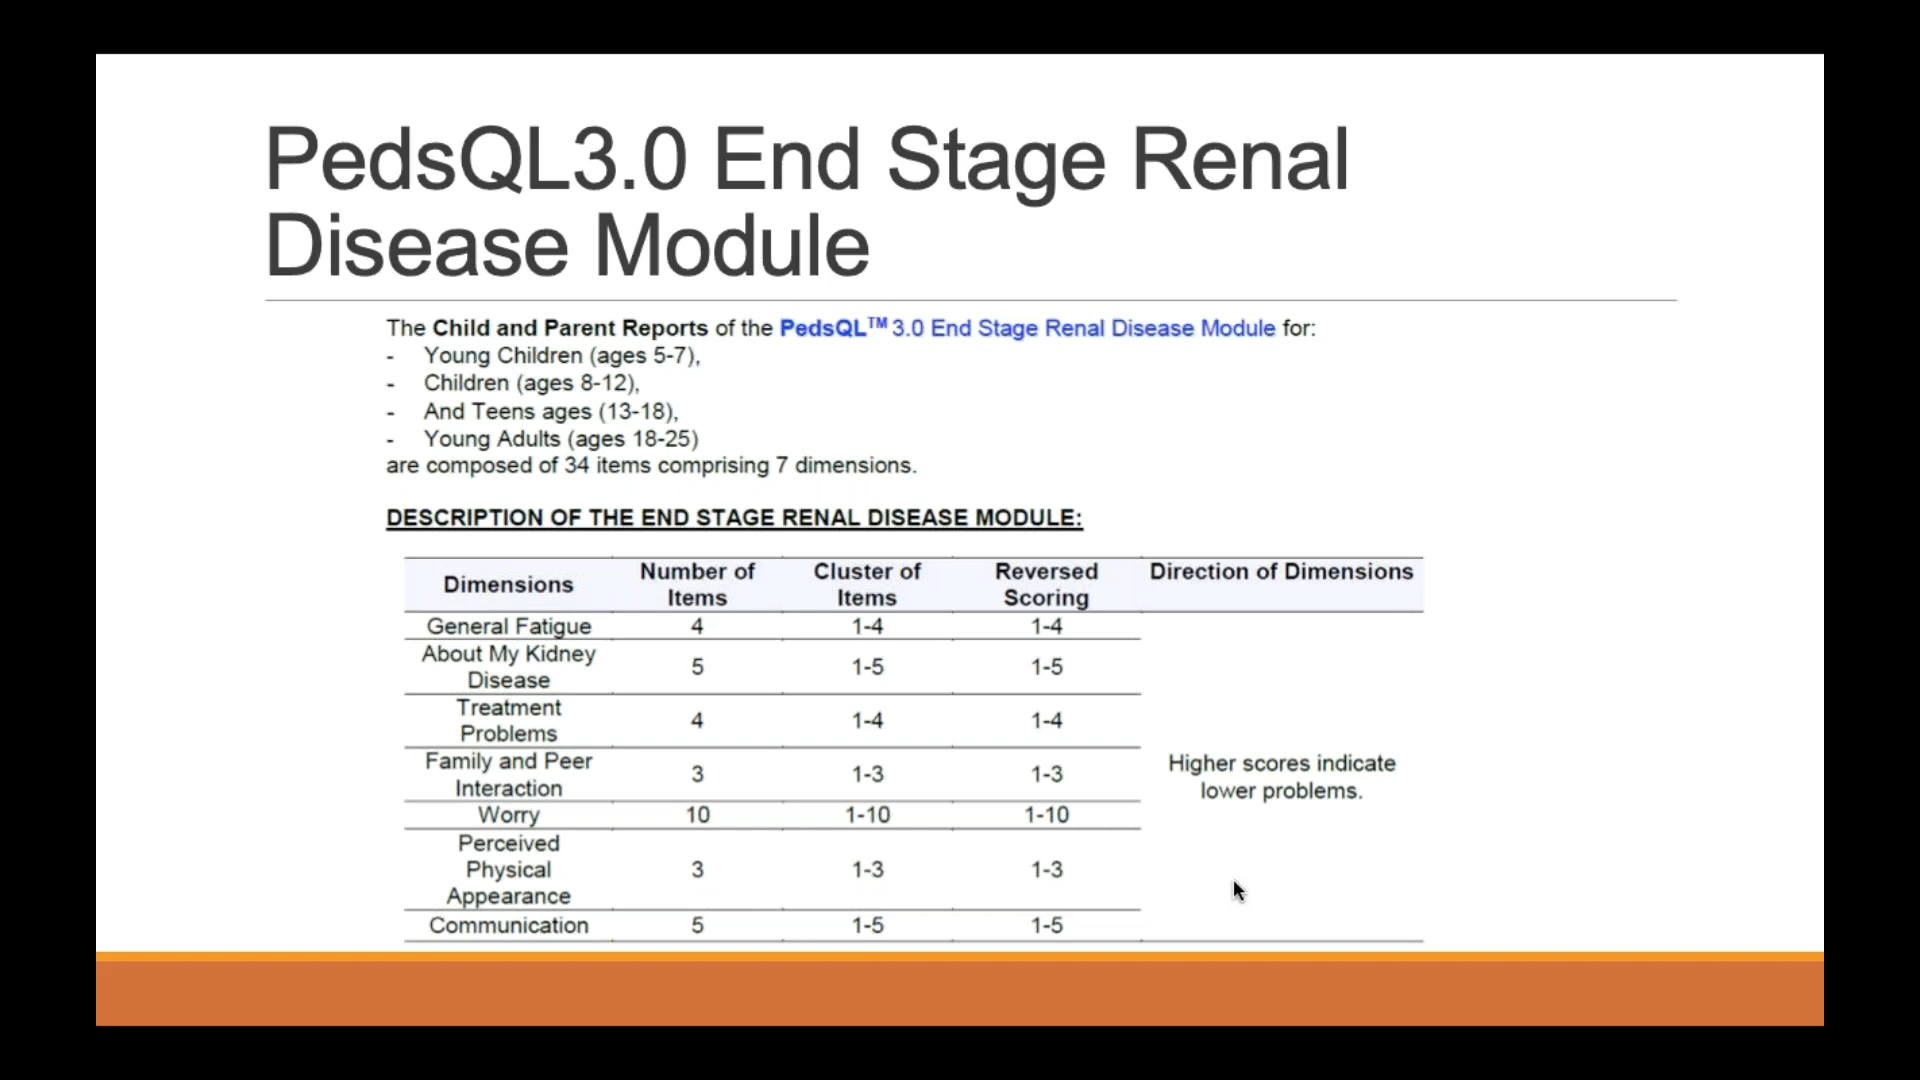 PedsQL3.0 End Stage Renal
Disease Module
The Child and Parent Reports of the PedsQL™ 3.0 End Stage Renal Disease Module for:
- Young Children (ages 5-7),
- Children (ages 8-12),
- And Teens ages (13-18),
- Young Adults (ages 18-25)
are composed of 34 items comprising 7 dimensions.
DESCRIPTION OF THE END STAGE RENAL DISEASE MODULE:
Dimensions Number of Items Cluster of Items Reversed Scoring Direction of Dimensions
General Fatigue 4 1-4 1-4
About My Kidney Disease 5 1-5 1-5
Treatment Problems 4 1-4 1-4
Family and Peer Interaction 3 1-3 1-3
Worry 10 1-10 1-10
Perceived Physical Appearance 3 1-3 1-3
Communication 5 1-5 1-5
Higher scores indicate
lower problems.